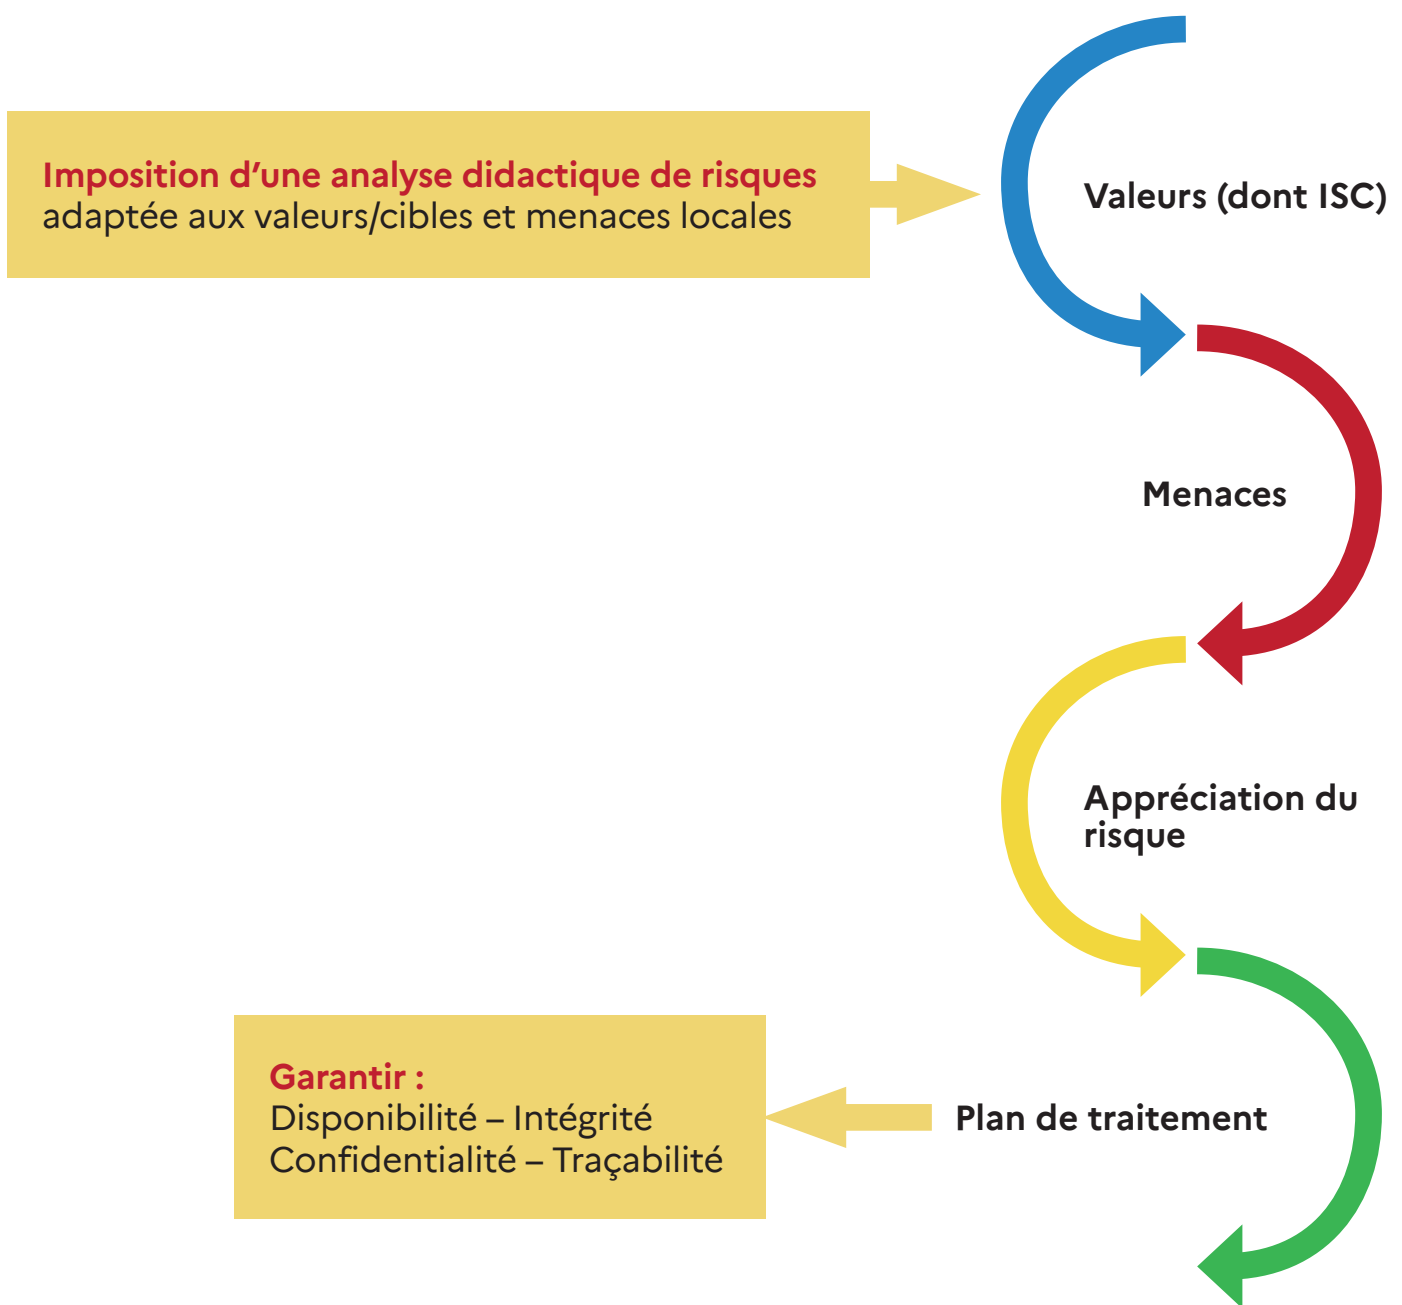 Imposition d’une analyse didactique de risques
adaptée aux valeurs/cibles et menaces locales
Valeurs (dont ISC)
Menaces
Appréciation du
risque
Garantir :
Disponibilité – Intégrité
Confidentialité – Traçabilité
Plan de traitement